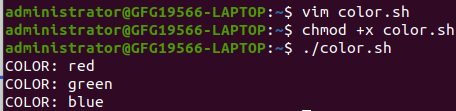 administrator@GFG19566-LAPTOP:~$ vim color.sh
administrator@GFG19566-LAPTOP:~$ chmod +x color.sh
administrator@GFG19566-LAPTOP:~$ ./color.sh
COLOR: red
COLOR: green
COLOR: blue